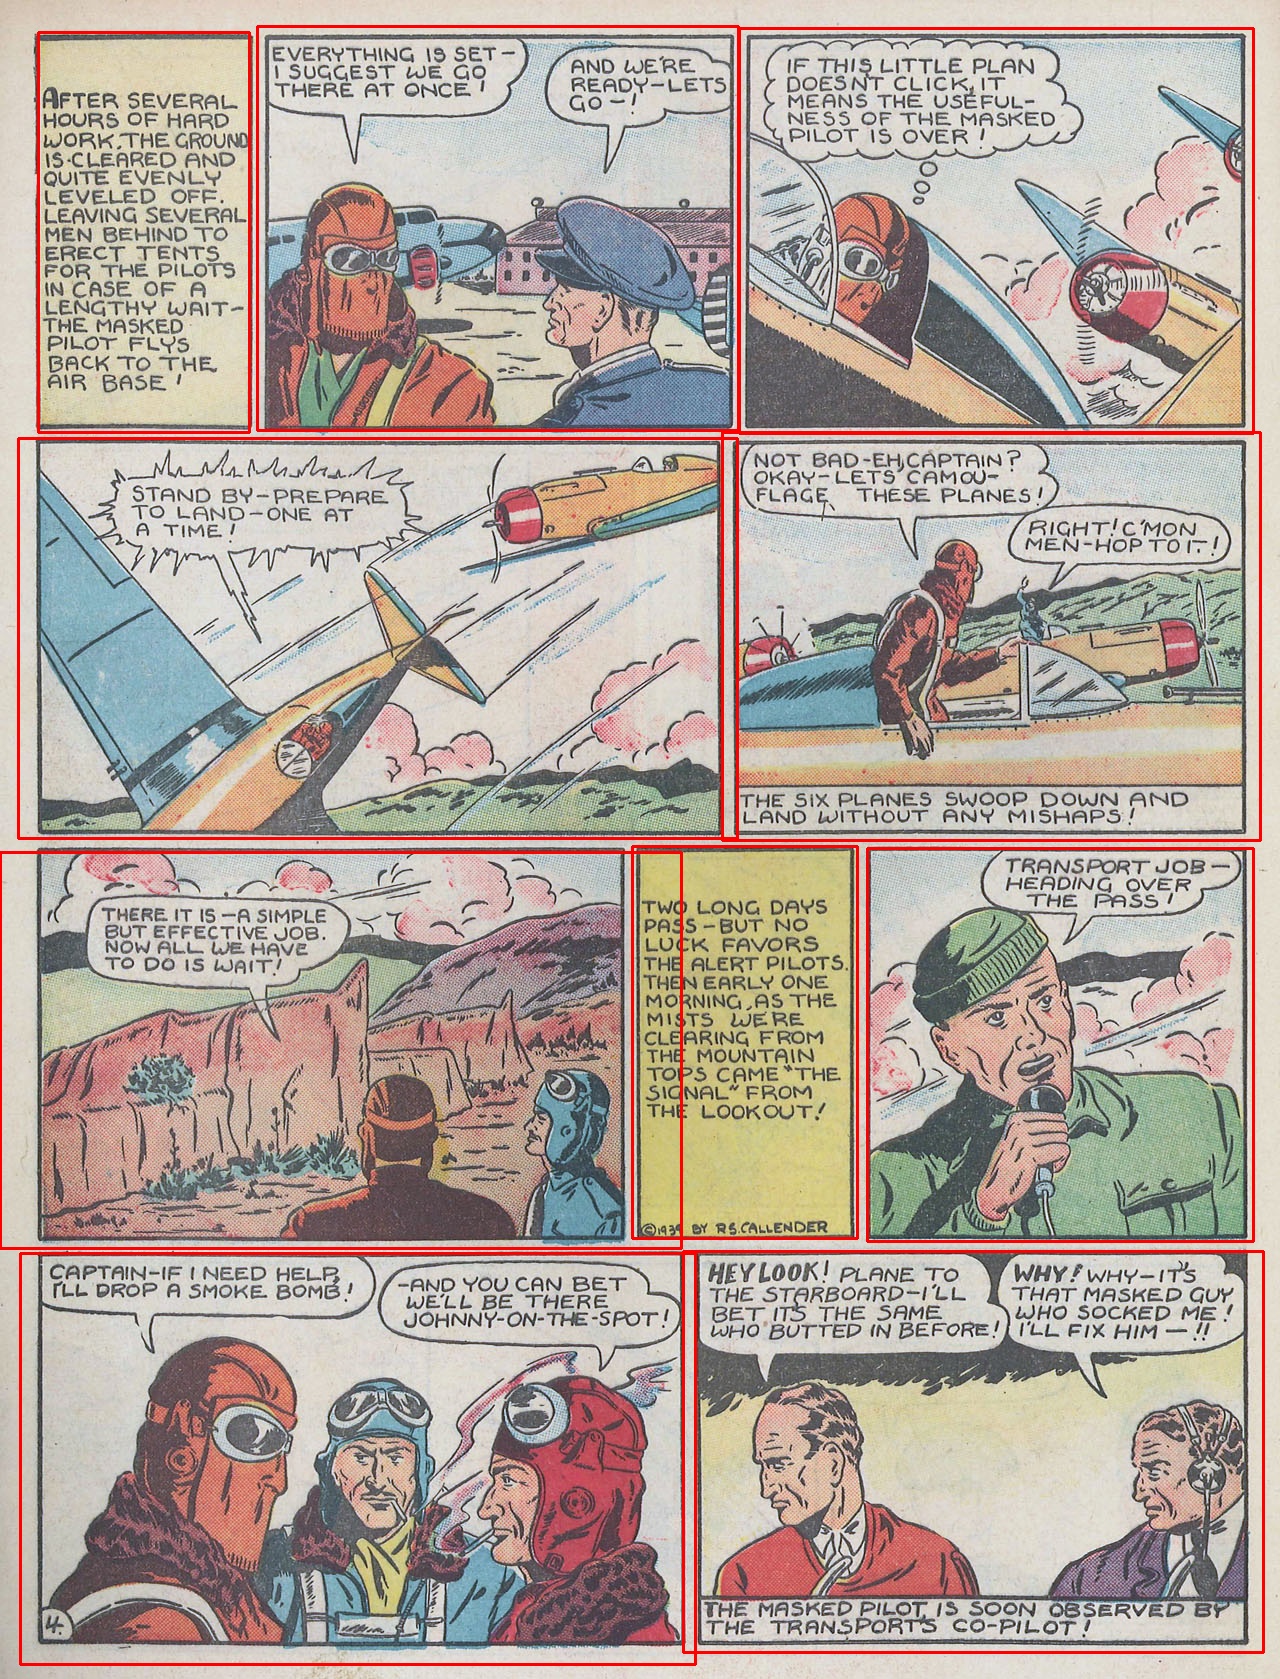 AFTER SEVERAL
HOURS OF HARD
WORK, THE GROUND
IS CLEARED AND
QUITE EVENLY
LEVELED OFF.
LEAVING SEVERAL
MEN BEHIND TO
ERECT TENTS
FOR THE PILOTS
IN CASE OF A
LENGTHY WAIT—
THE MASKED
PILOT FLYS
BACK TO THE
AIR BASE!
EVERYTHING IS SET—
I SUGGEST WE GO
THERE AT ONCE!
AND WE'RE
READY—LETS
GO—!
IF THIS LITTLE PLAN
DOESN'T CLICK, IT
MEANS THE USEFUL-
NESS OF THE MASKED
PILOT IS OVER!
STAND BY—PREPARE
TO LAND—ONE AT
A TIME!
NOT BAD-EH, CAPTAIN?
OKAY—LETS CAMOU-
FLAGE THESE PLANES!
RIGHT! C'MON
MEN-HOP TO IT—!
THE SIX PLANES SWOOP DOWN AND
LAND WITHOUT ANY MISHAPS!
THERE IT IS—A SIMPLE
BUT EFFECTIVE JOB.
NOW ALL WE HAVE
TO DO IS WAIT!
TWO LONG DAYS
PASS—BUT NO
LUCK FAVORS
THE ALERT PILOTS.
THEN EARLY ONE
MORNING, AS THE
MISTS WERE
CLEARING FROM
THE MOUNTAIN
TOPS CAME "THE
SIGNAL" FROM
THE LOOKOUT!
©1939 BY R.S. CALLENDER
TRANSPORT JOB—
HEADING OVER
THE PASS!
CAPTAIN—IF I NEED HELP,
I'LL DROP A SMOKE BOMB!
—AND YOU CAN BET
WE'LL BE THERE
JOHNNY-ON-THE-SPOT!
4.
HEY LOOK! PLANE TO
THE STARBOARD—I'LL
BET IT'S THE SAME
WHO BUTTED IN BEFORE!
WHY! WHY—IT'S
THAT MASKED GUY
WHO SOCKED ME!
I'LL FIX HIM—!!
THE MASKED PILOT IS SOON OBSERVED BY
THE TRANSPORT'S CO-PILOT!